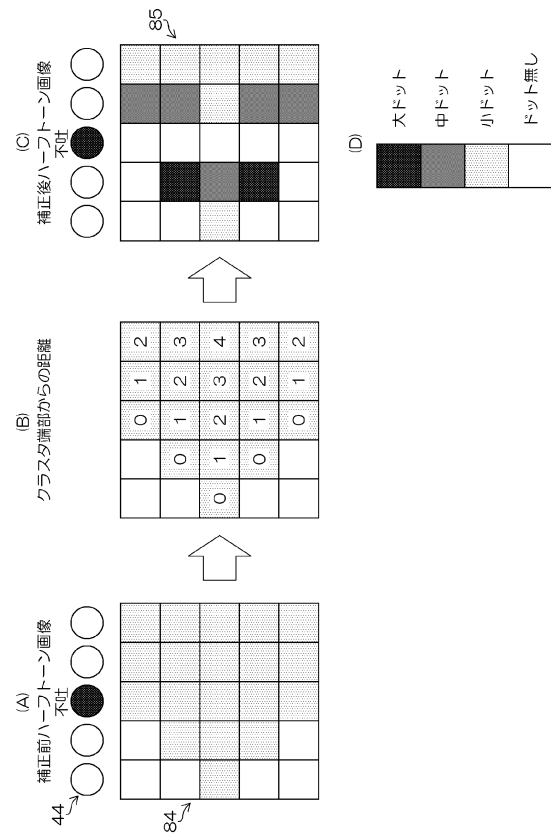 (A)
補正前ハーフトーン画像
不吐
44
84
(B)
クラスタ端部からの距離
0 1 2
0 1 2 3
0 1 2 3 4
0 1 2 3
0 1 2
(C)
補正後ハーフトーン画像
不吐
85
(D)
大ドット
中ドット
小ドット
ドット無し